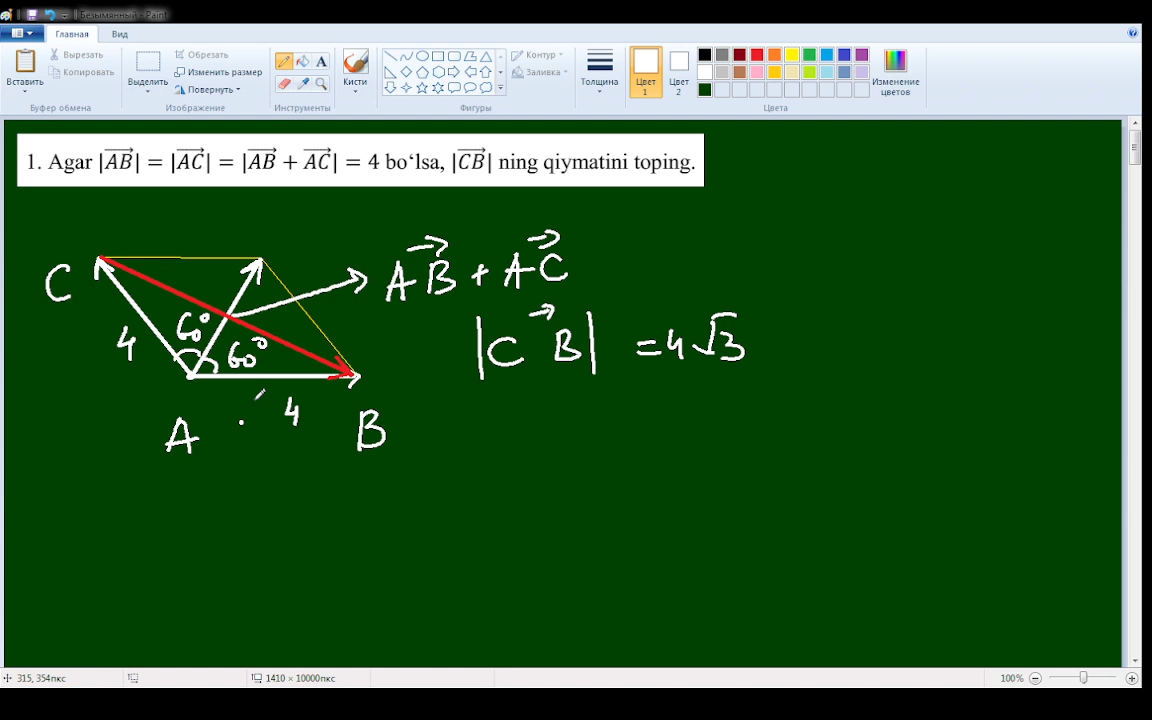 Безымянный - Paint
Главная Вид
Вставить
Вырезать
Копировать
Буфер обмена
Выделить
Обрезать
Изменить размер
Повернуть
Изображение
A
Инструменты
Кисти
Контур
Заливка
Фигуры
Толщина
Цвет 1
Цвет 2
Изменение цветов
Цвета
1. Agar |AB→| = |AC→| = |AB→ + AC→| = 4 bo‘lsa, |CB→| ning qiymatini toping.
C
4
60°
60°
A
4
B
AB→ + AC→
|CB→| = 4√3
315, 354пкс
1410 × 10000пкс
100%